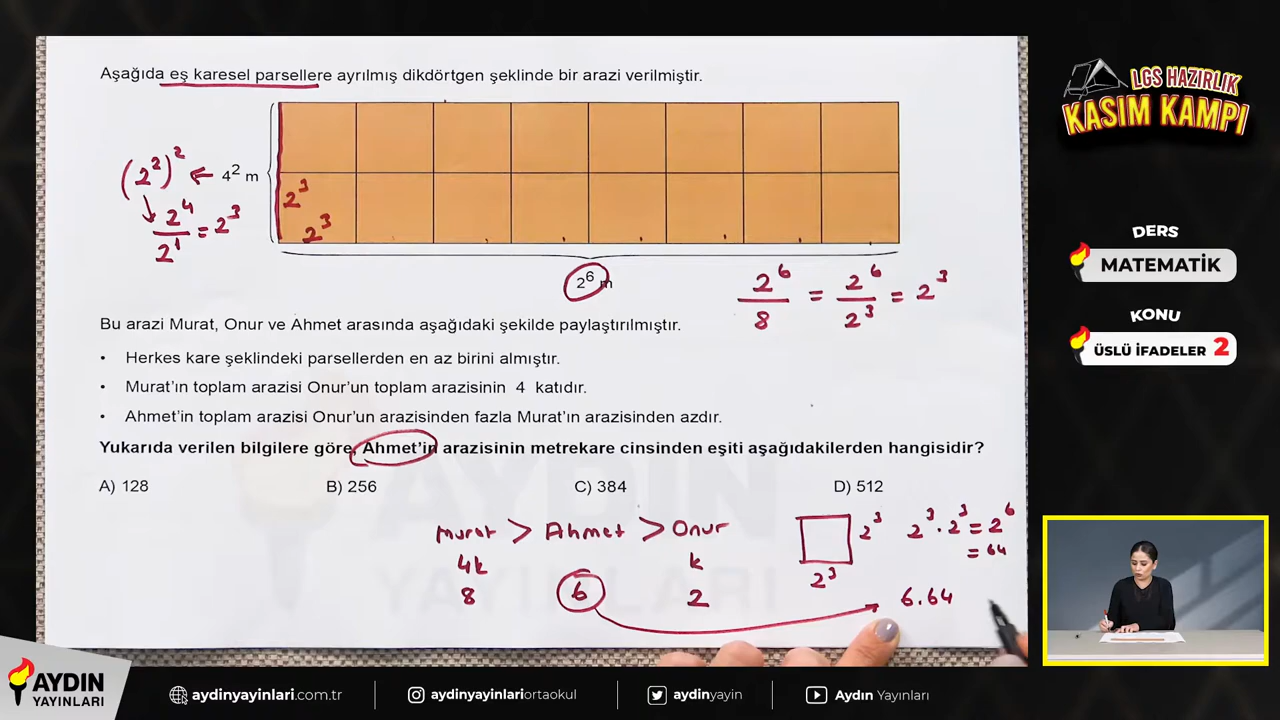 Aşağıda eş karesel parsellere ayrılmış dikdörtgen şeklinde bir arazi verilmiştir.
(2²)² ← 4² m
2⁴/2¹ = 2³
2³
2³
2⁶ m
2⁶/8 = 2⁶/2³ = 2³
Bu arazi Murat, Onur ve Ahmet arasında aşağıdaki şekilde paylaştırılmıştır.
• Herkes kare şeklindeki parsellerden en az birini almıştır.
• Murat'ın toplam arazisi Onur'un toplam arazisinin 4 katıdır.
• Ahmet'in toplam arazisi Onur'un arazisinden fazla Murat'ın arazisinden azdır.
Yukarıda verilen bilgilere göre, Ahmet'in arazisinin metrekare cinsinden eşiti aşağıdakilerden hangisidir?
A) 128 B) 256 C) 384 D) 512
Murat > Ahmet > Onur
4k k
8 6 2
2³
2³
2³ · 2³ = 2⁶
= 64
6.64
AYDIN YAYINLARI
LGS HAZIRLIK
KASIM KAMPI
DERS
MATEMATİK
KONU
ÜSLÜ İFADELER 2
AYDIN
YAYINLARI
aydinyayinlari.com.tr
aydinyayinlariortaokul
aydinyayin
Aydın Yayınları